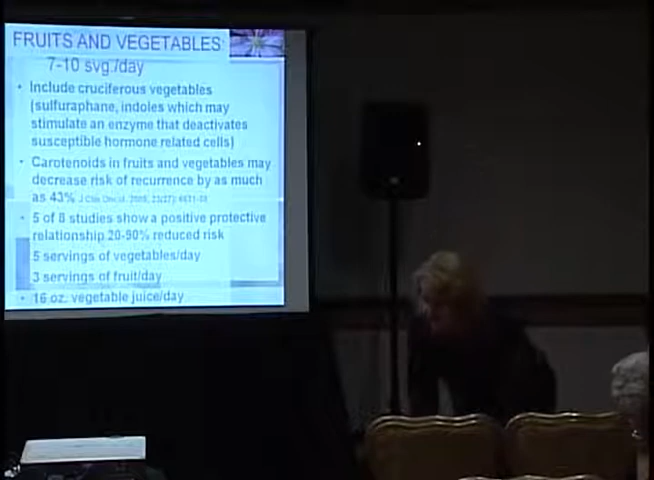 FRUITS AND VEGETABLES
7-10 svg./day
• Include cruciferous vegetables
(sulfuraphane, indoles which may
stimulate an enzyme that deactivates
susceptible hormone related cells)
• Carotenoids in fruits and vegetables may
decrease risk of recurrence by as much
as 43%
• 5 of 8 studies show a positive protective
relationship 20-90% reduced risk
5 servings of vegetables/day
3 servings of fruit/day
• 16 oz. vegetable juice/day